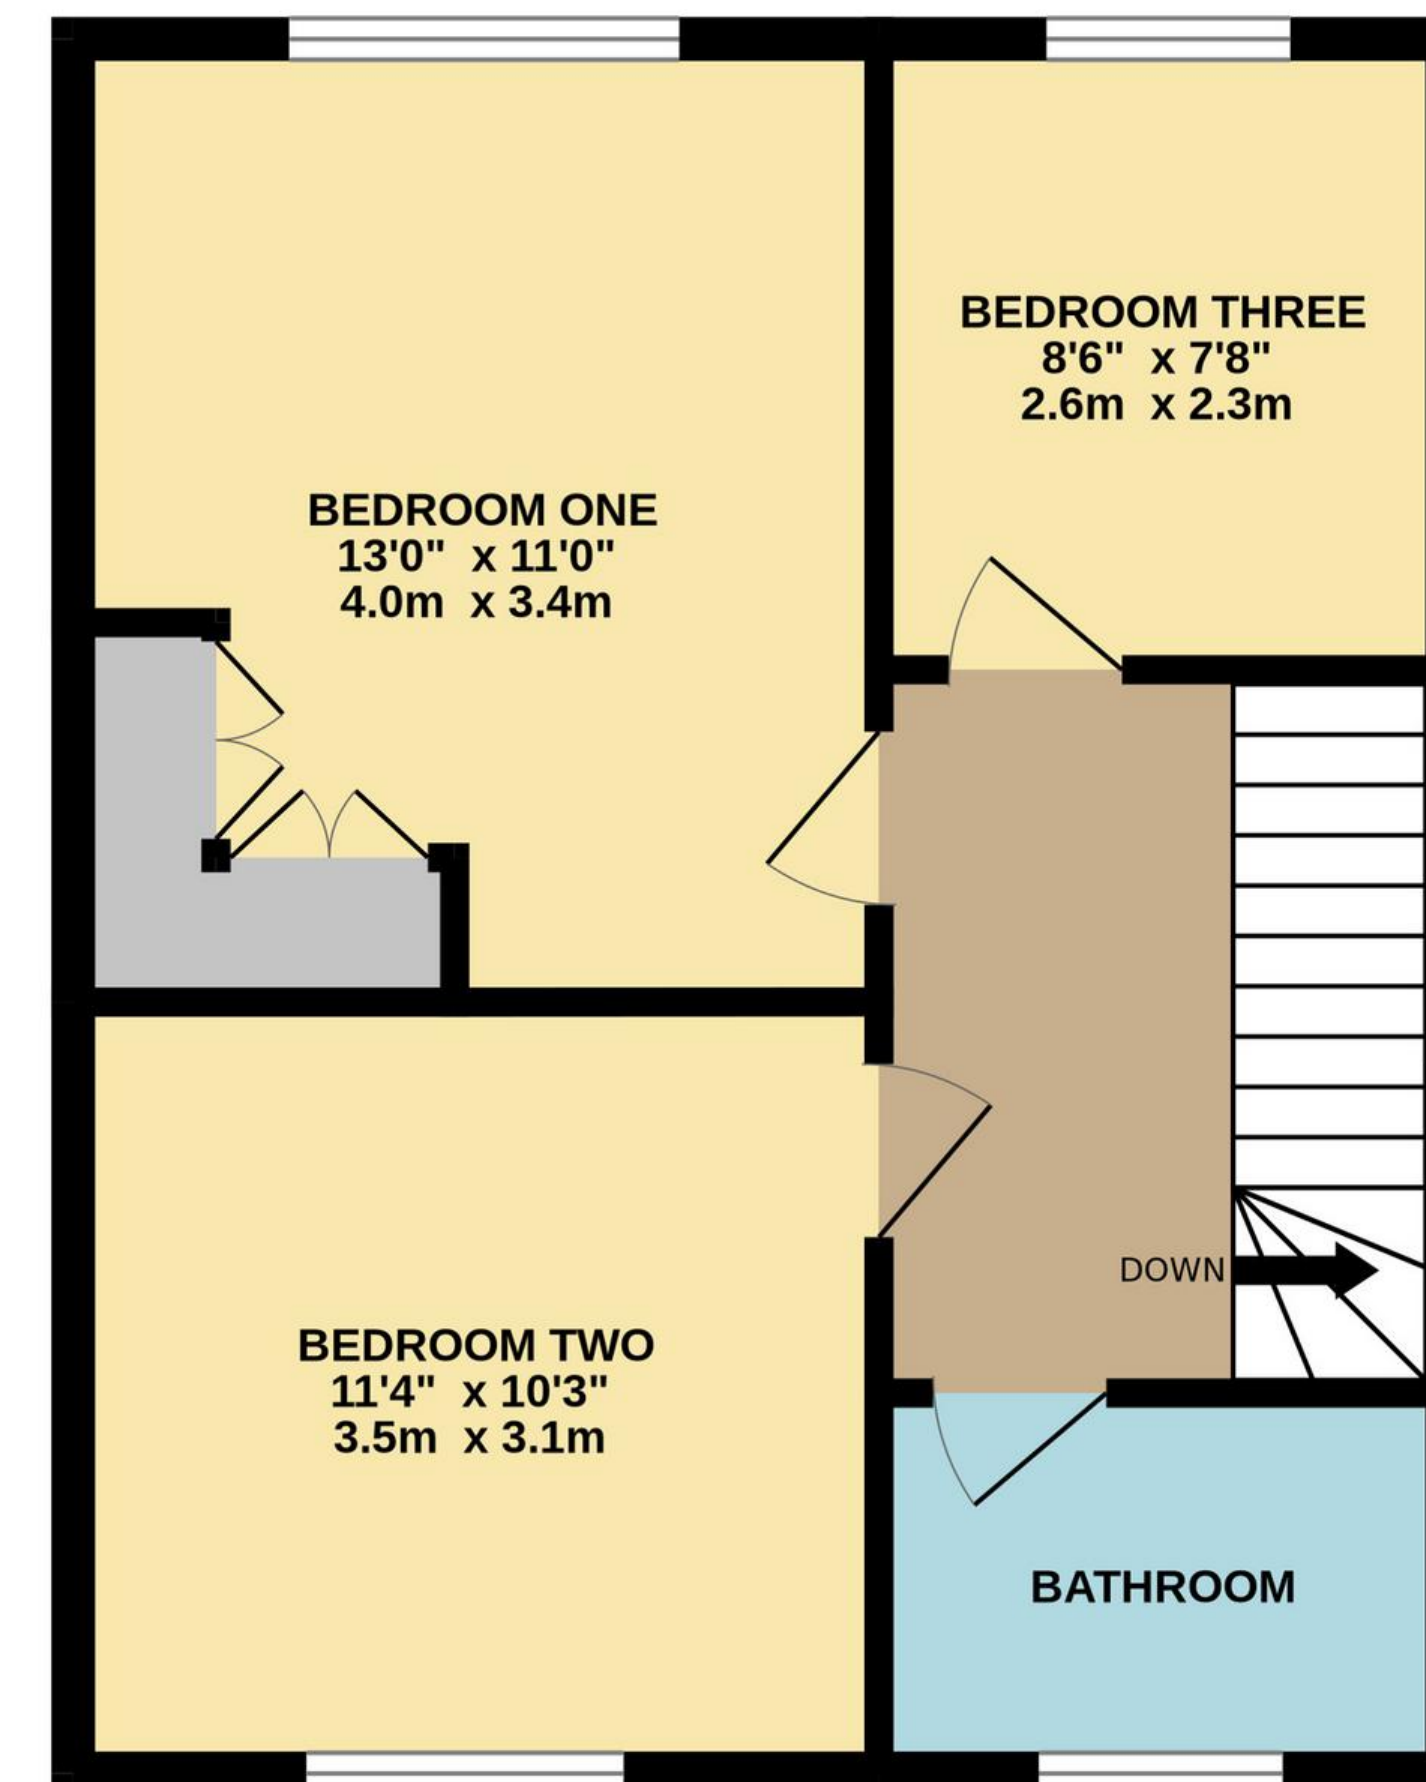 BEDROOM THREE
8'6" x 7'8"
2.6m x 2.3m
BEDROOM ONE
13'0" x 11'0"
4.0m x 3.4m
DOWN
BEDROOM TWO
11'4" x 10'3"
3.5m x 3.1m
BATHROOM